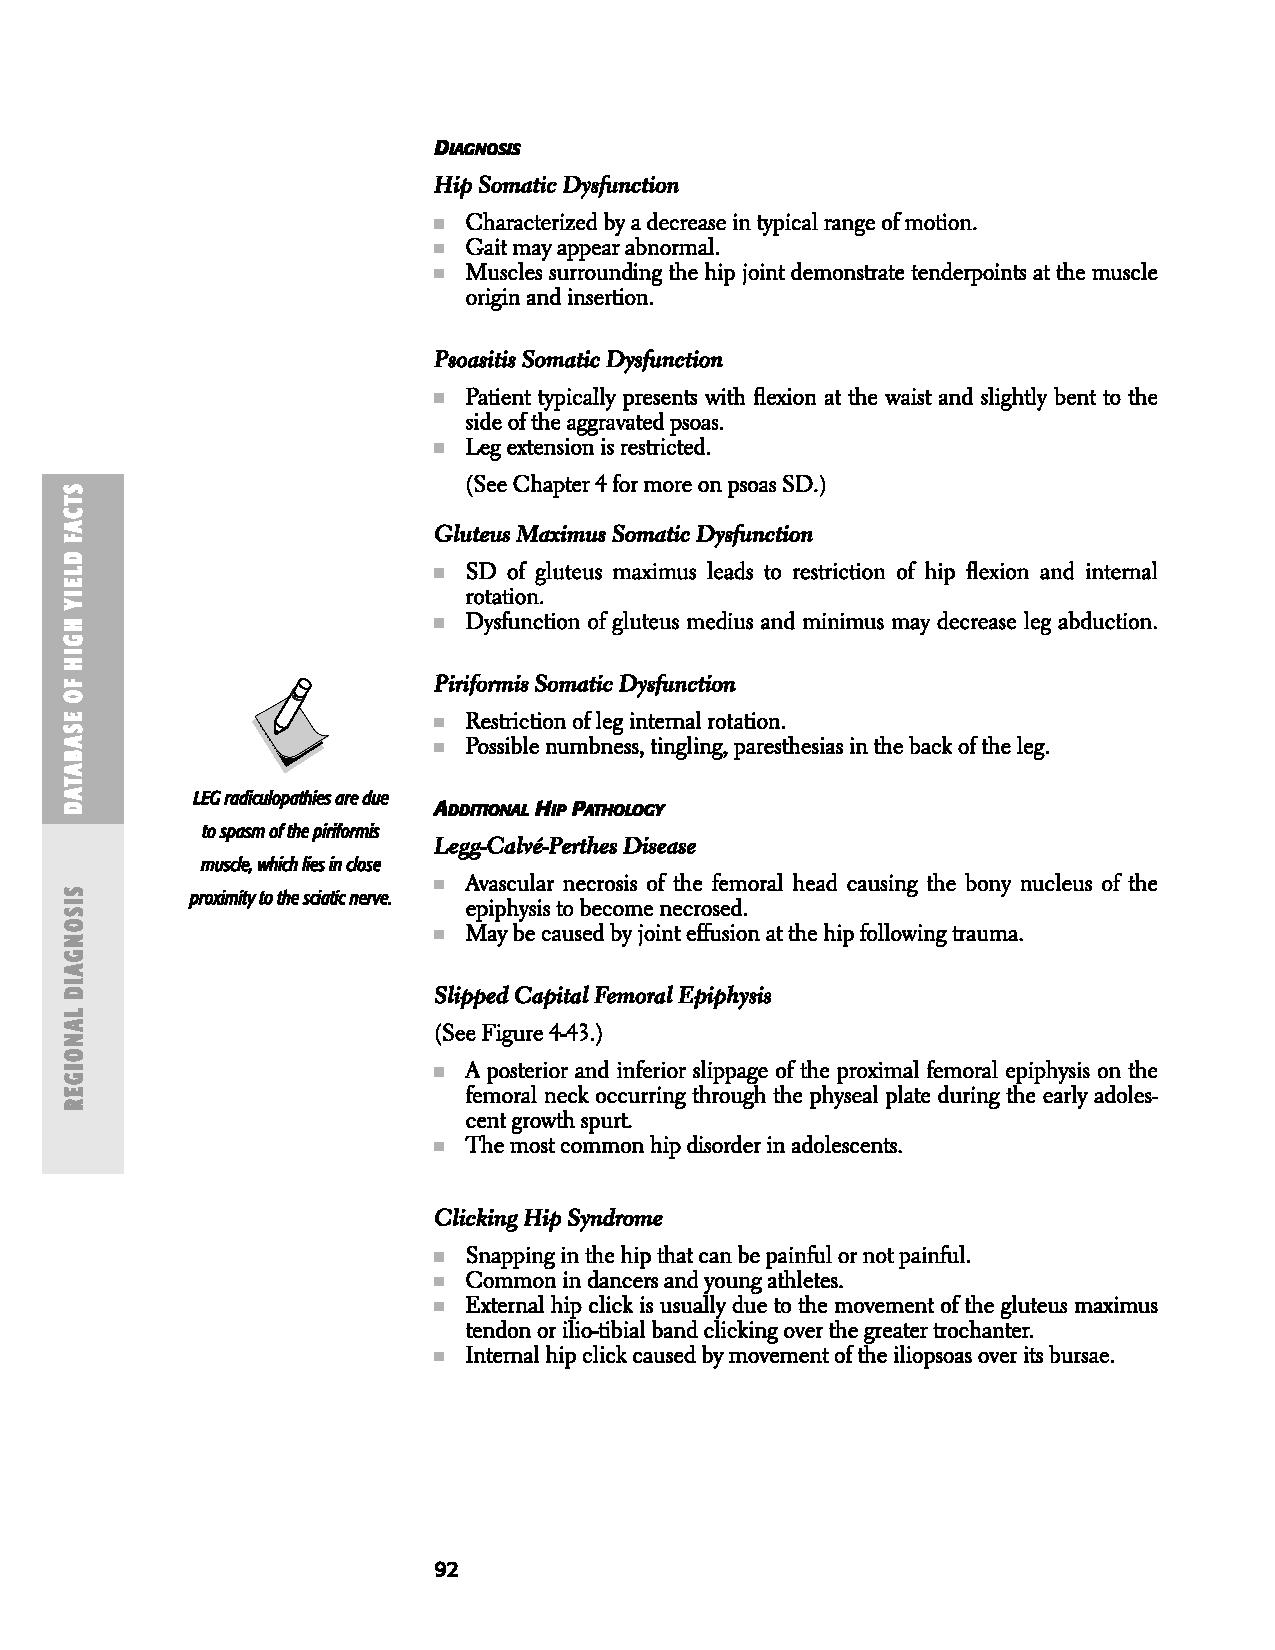 DIAGNOSIS
Hip Somatic Dysfunction
■ Characterized by a decrease in typical range of motion.
■ Gait may appear abnormal.
■ Muscles surrounding the hip joint demonstrate tenderpoints at the muscle
origin and insertion.
Psoasitis Somatic Dysfunction
■ Patient typically presents with flexion at the waist and slightly bent to the
side of the aggravated psoas.
■ Leg extension is restricted.
(See Chapter 4 for more on psoas SD.)
Gluteus Maximus Somatic Dysfunction
■ SD of gluteus maximus leads to restriction of hip flexion and internal
rotation.
■ Dysfunction of gluteus medius and minimus may decrease leg abduction.
Piriformis Somatic Dysfunction
■ Restriction of leg internal rotation.
■ Possible numbness, tingling, paresthesias in the back of the leg.
LEG radiculopathies are due
to spasm of the piriformis
muscle, which lies in close
proximity to the sciatic nerve.
ADDITIONAL HIP PATHOLOGY
Legg-Calvé-Perthes Disease
■ Avascular necrosis of the femoral head causing the bony nucleus of the
epiphysis to become necrosed.
■ May be caused by joint effusion at the hip following trauma.
Slipped Capital Femoral Epiphysis
(See Figure 4-43.)
■ A posterior and inferior slippage of the proximal femoral epiphysis on the
femoral neck occurring through the physeal plate during the early adoles-
cent growth spurt.
■ The most common hip disorder in adolescents.
Clicking Hip Syndrome
■ Snapping in the hip that can be painful or not painful.
■ Common in dancers and young athletes.
■ External hip click is usually due to the movement of the gluteus maximus
tendon or ilio-tibial band clicking over the greater trochanter.
■ Internal hip click caused by movement of the iliopsoas over its bursae.
DATABASE OF HIGH YIELD FACTS
REGIONAL DIAGNOSIS
92